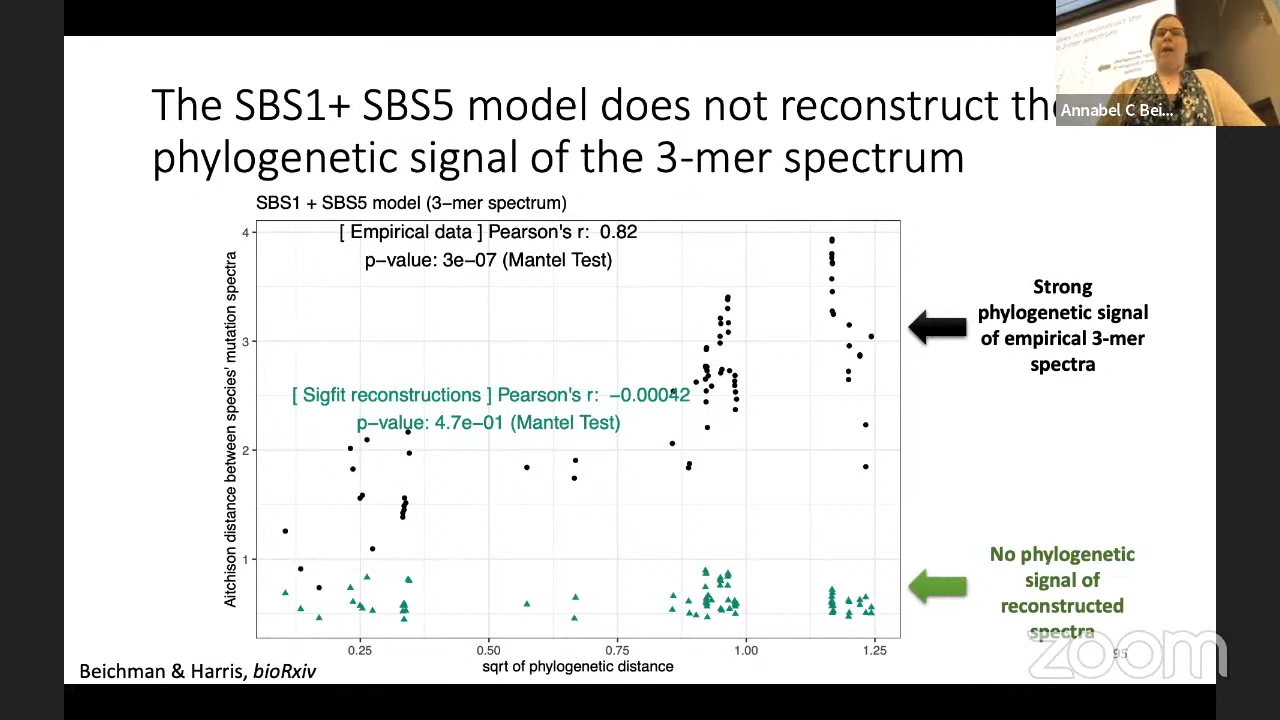 The SBS1+ SBS5 model does not reconstruct the
phylogenetic signal of the 3-mer spectrum
Annabel C Bei...
SBS1 + SBS5 model (3−mer spectrum)
[ Empirical data ] Pearson's r: 0.82
p−value: 3e−07 (Mantel Test)
[ Sigfit reconstructions ] Pearson's r: −0.00042
p−value: 4.7e−01 (Mantel Test)
Aitchison distance between species' mutation spectra
4
3
2
1
0.25
0.50
0.75
1.00
1.25
sqrt of phylogenetic distance
Strong
phylogenetic signal
of empirical 3-mer
spectra
No phylogenetic
signal of
reconstructed
spectra
Beichman & Harris, bioRxiv
95
zoom